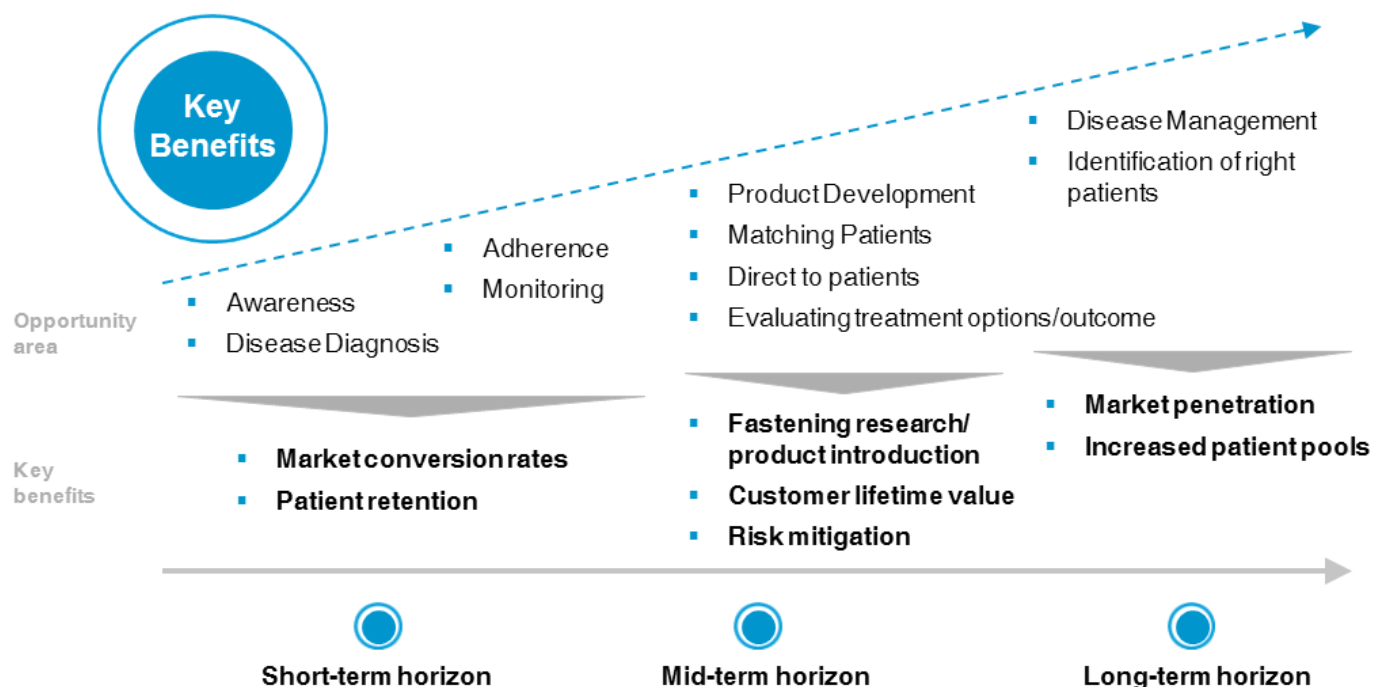 Key
Benefits
Disease Management
Identification of right
patients
Product Development
Matching Patients
Direct to patients
Evaluating treatment options/outcome
Adherence
Monitoring
Awareness
Disease Diagnosis
Opportunity
area
Market conversion rates
Patient retention
Fastening research/
product introduction
Customer lifetime value
Risk mitigation
Market penetration
Increased patient pools
Key
benefits
Short-term horizon
Mid-term horizon
Long-term horizon